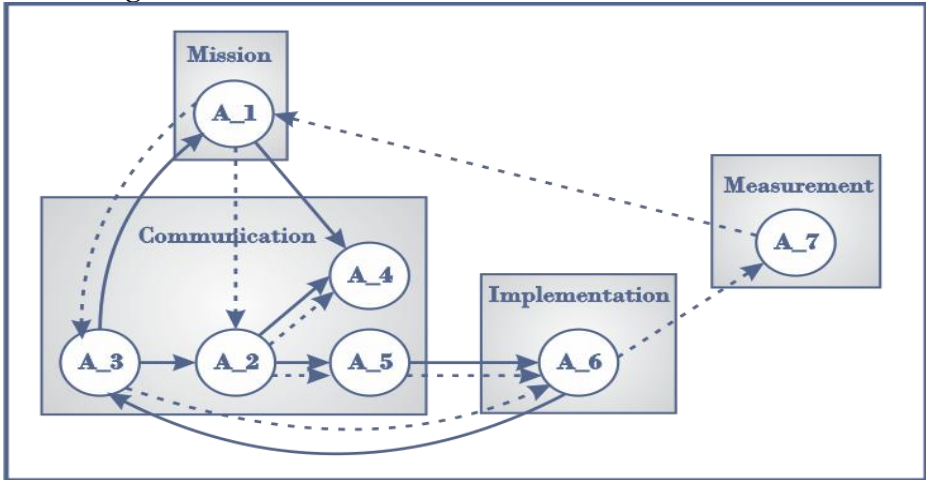 Mission
A_1
Measurement
A_7
Communication
A_4
Implementation
A_3
A_2
A_5
A_6